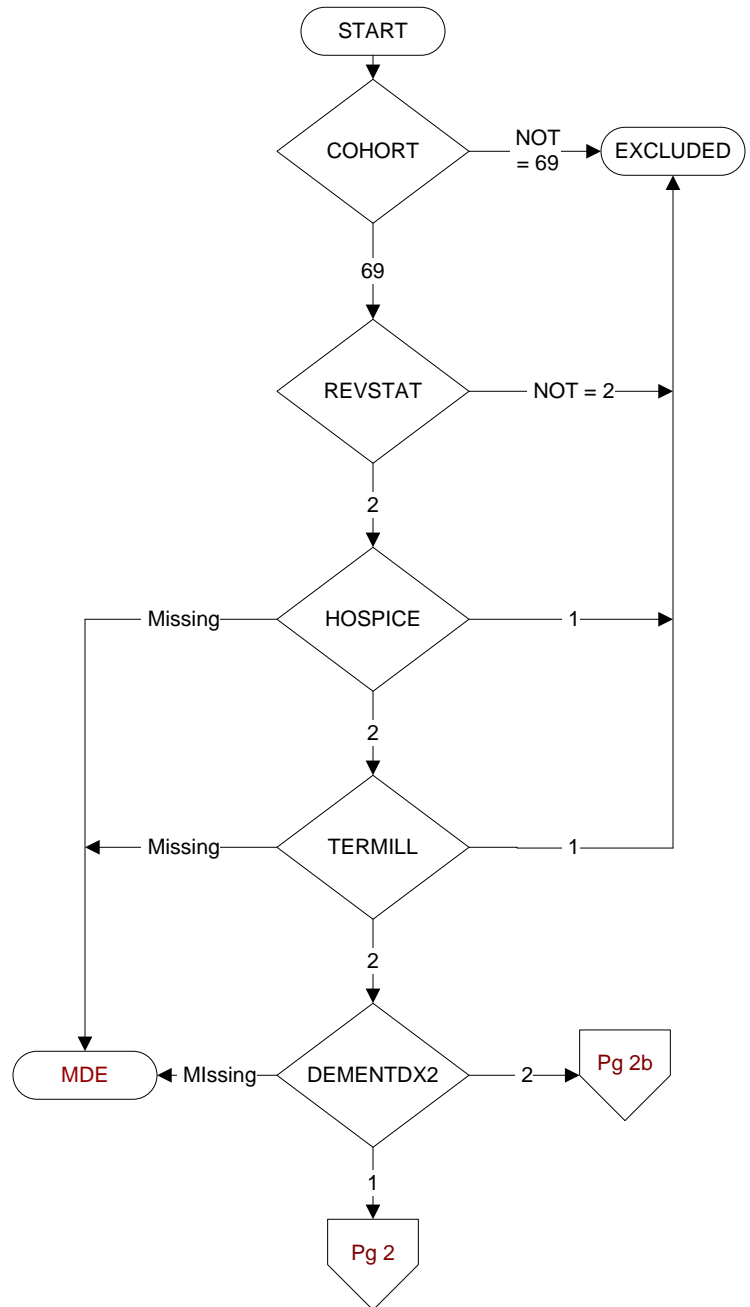 START
COHORT
NOT
= 69
EXCLUDED
69
REVSTAT
NOT = 2
2
Missing
HOSPICE
1
2
Missing
TERMILL
1
2
MDE
MIssing
DEMENTDX2
2
Pg 2b
1
Pg 2